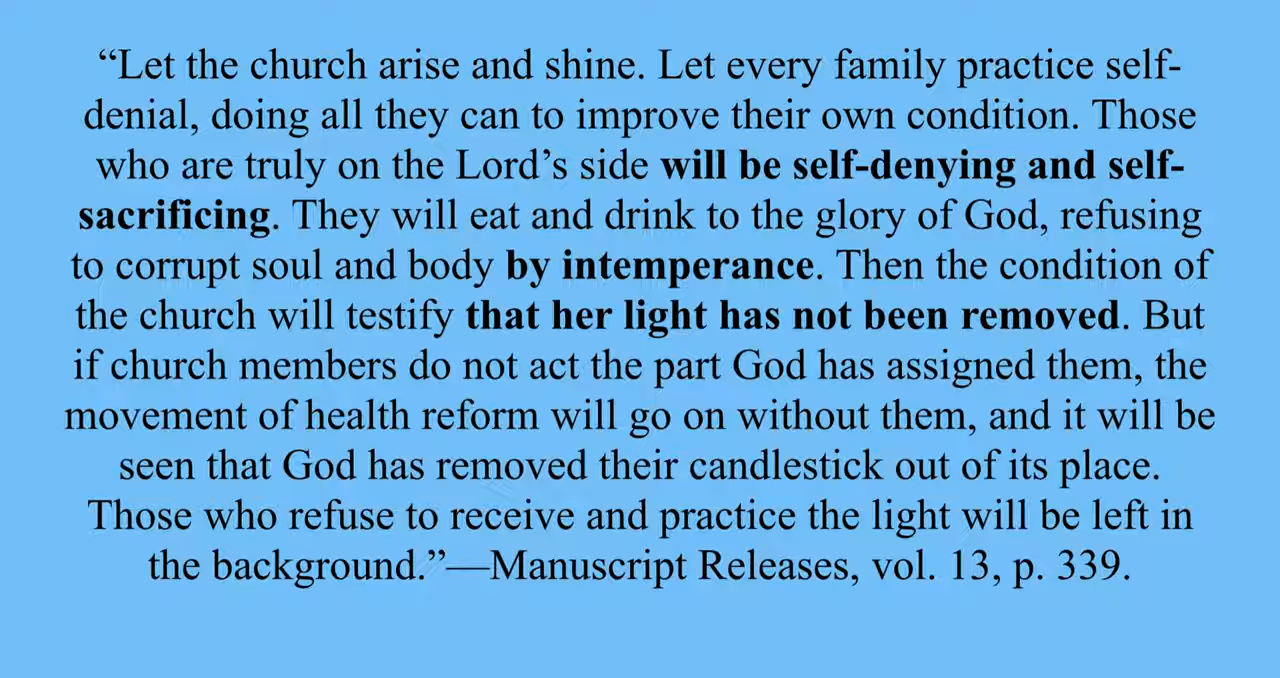 “Let the church arise and shine. Let every family practice self-
denial, doing all they can to improve their own condition. Those
who are truly on the Lord’s side will be self-denying and self-
sacrificing. They will eat and drink to the glory of God, refusing
to corrupt soul and body by intemperance. Then the condition of
the church will testify that her light has not been removed. But
if church members do not act the part God has assigned them, the
movement of health reform will go on without them, and it will be
seen that God has removed their candlestick out of its place.
Those who refuse to receive and practice the light will be left in
the background.”—Manuscript Releases, vol. 13, p. 339.